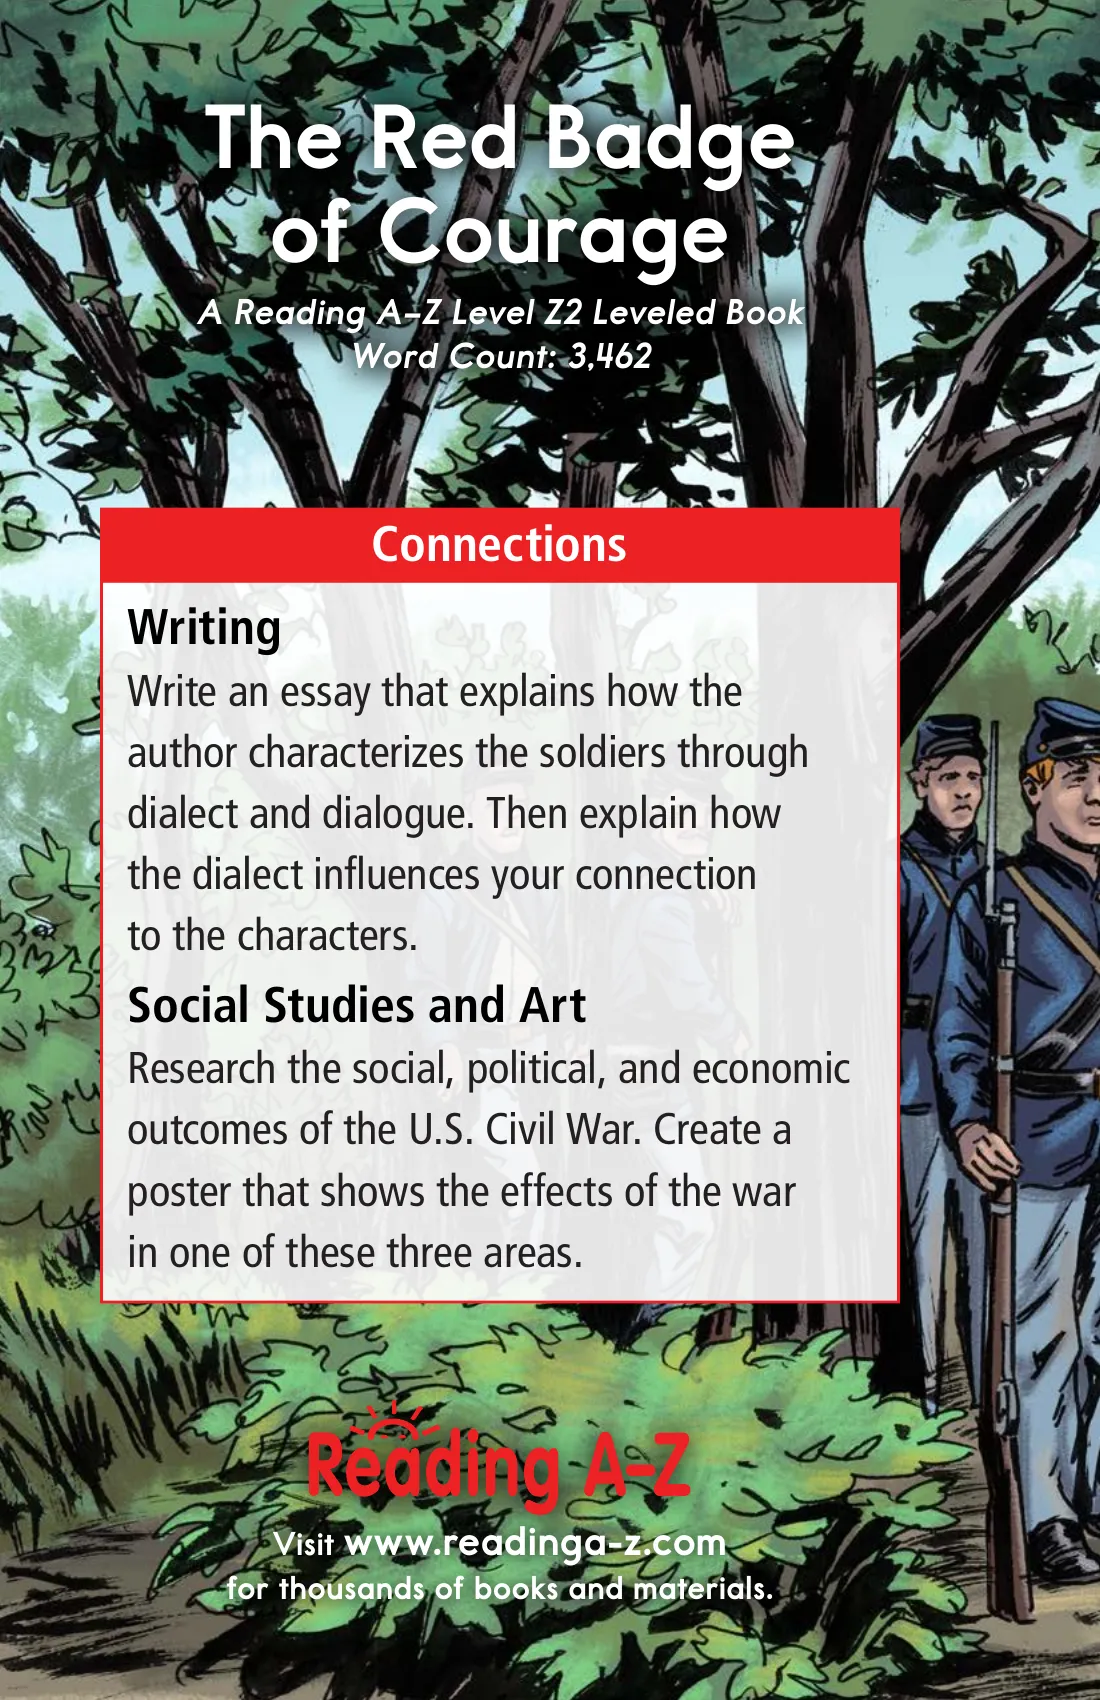 The Red Badge
of Courage
A Reading A–Z Level Z2 Leveled Book
Word Count: 3,462
Connections
Writing
Write an essay that explains how the
author characterizes the soldiers through
dialect and dialogue. Then explain how
the dialect influences your connection
to the characters.
Social Studies and Art
Research the social, political, and economic
outcomes of the U.S. Civil War. Create a
poster that shows the effects of the war
in one of these three areas.
Reading A–Z
Visit www.readinga-z.com
for thousands of books and materials.